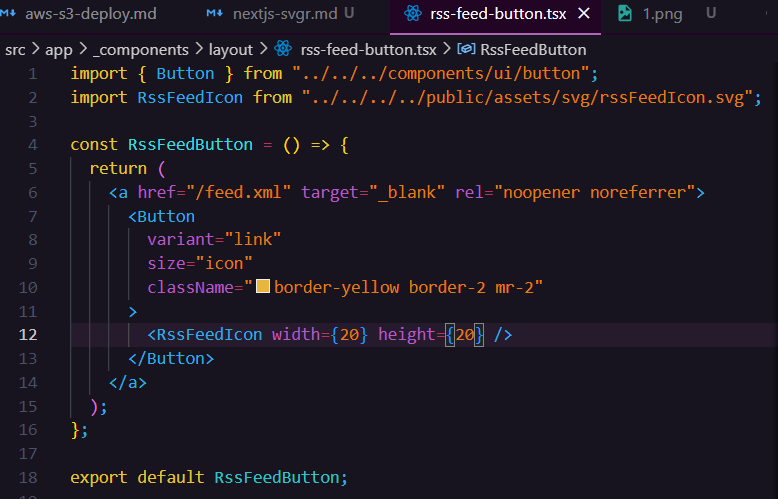 aws-s3-deploy.md nextjs-svgr.md U rss-feed-button.tsx 1.png U
src > app > _components > layout > rss-feed-button.tsx > RssFeedButton
1 import { Button } from "../../../components/ui/button";
2 import RssFeedIcon from "../../../../public/assets/svg/rssFeedIcon.svg";
3
4 const RssFeedButton = () => {
5 return (
6 <a href="/feed.xml" target="_blank" rel="noopener noreferrer">
7 <Button
8 variant="link"
9 size="icon"
10 className="border-yellow border-2 mr-2"
11 >
12 <RssFeedIcon width={20} height={20} />
13 </Button>
14 </a>
15 );
16 };
17
18 export default RssFeedButton;